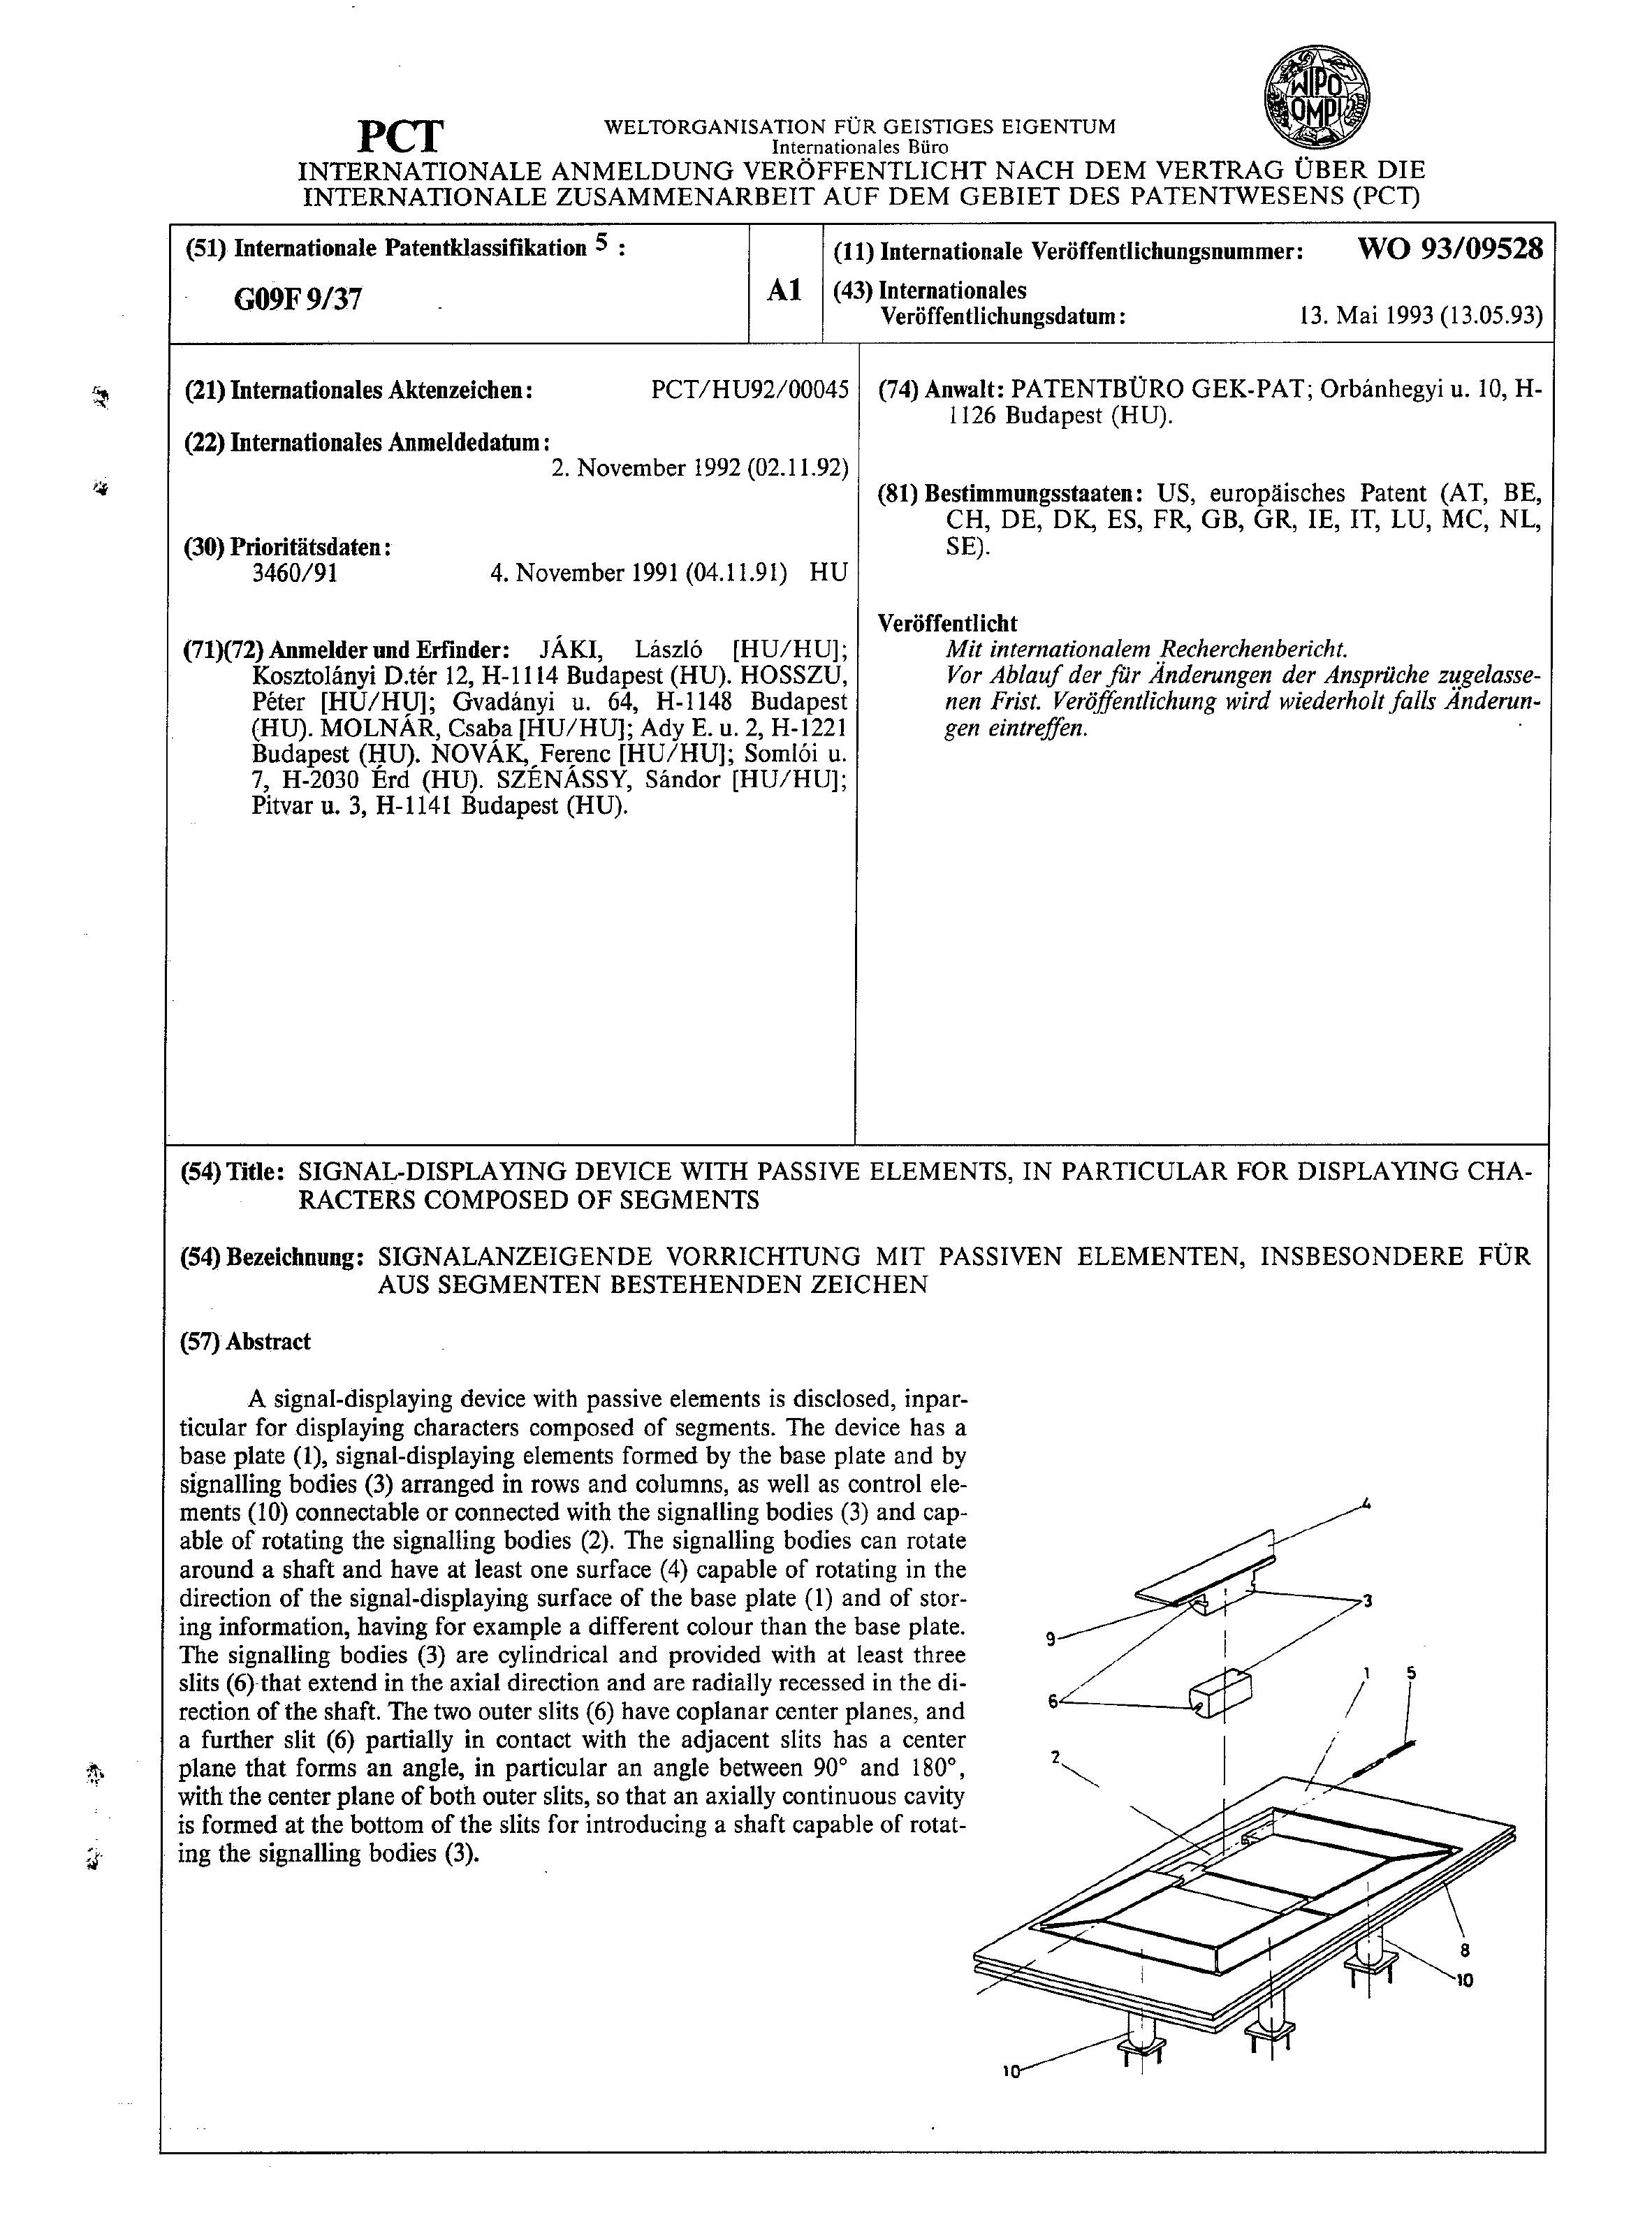 WIPO
OMPI
PCT
WELTORGANISATION FÜR GEISTIGES EIGENTUM
Internationales Büro
INTERNATIONALE ANMELDUNG VERÖFFENTLICHT NACH DEM VERTRAG ÜBER DIE
INTERNATIONALE ZUSAMMENARBEIT AUF DEM GEBIET DES PATENTWESENS (PCT)
(51) Internationale Patentklassifikation 5 :
G09F 9/37
A1
(11) Internationale Veröffentlichungsnummer: WO 93/09528
(43) Internationales
Veröffentlichungsdatum: 13. Mai 1993 (13.05.93)
(21) Internationales Aktenzeichen: PCT/HU92/00045
(22) Internationales Anmeldedatum:
2. November 1992 (02.11.92)
(30) Prioritätsdaten:
3460/91 4. November 1991 (04.11.91) HU
(71)(72) Anmelder und Erfinder: JÁKI, László [HU/HU];
Kosztolányi D.tér 12, H-1114 Budapest (HU). HOSSZU,
Péter [HU/HU]; Gvadányi u. 64, H-1148 Budapest
(HU). MOLNÁR, Csaba [HU/HU]; Ady E. u. 2, H-1221
Budapest (HU). NOVÁK, Ferenc [HU/HU]; Somlói u.
7, H-2030 Érd (HU). SZÉNÁSSY, Sándor [HU/HU];
Pitvar u. 3, H-1141 Budapest (HU).
(74) Anwalt: PATENTBÜRO GEK-PAT; Orbánhegyi u. 10, H-
1126 Budapest (HU).
(81) Bestimmungsstaaten: US, europäisches Patent (AT, BE,
CH, DE, DK, ES, FR, GB, GR, IE, IT, LU, MC, NL,
SE).
Veröffentlicht
Mit internationalem Recherchenbericht.
Vor Ablauf der für Änderungen der Ansprüche zugelasse-
nen Frist. Veröffentlichung wird wiederholt falls Änderun-
gen eintreffen.
(54) Title: SIGNAL-DISPLAYING DEVICE WITH PASSIVE ELEMENTS, IN PARTICULAR FOR DISPLAYING CHA-
RACTERS COMPOSED OF SEGMENTS
(54) Bezeichnung: SIGNALANZEIGENDE VORRICHTUNG MIT PASSIVEN ELEMENTEN, INSBESONDERE FÜR
AUS SEGMENTEN BESTEHENDEN ZEICHEN
(57) Abstract
A signal-displaying device with passive elements is disclosed, inpar-
ticular for displaying characters composed of segments. The device has a
base plate (1), signal-displaying elements formed by the base plate and by
signalling bodies (3) arranged in rows and columns, as well as control ele-
ments (10) connectable or connected with the signalling bodies (3) and cap-
able of rotating the signalling bodies (2). The signalling bodies can rotate
around a shaft and have at least one surface (4) capable of rotating in the
direction of the signal-displaying surface of the base plate (1) and of stor-
ing information, having for example a different colour than the base plate.
The signalling bodies (3) are cylindrical and provided with at least three
slits (6) that extend in the axial direction and are radially recessed in the di-
rection of the shaft. The two outer slits (6) have coplanar center planes, and
a further slit (6) partially in contact with the adjacent slits has a center
plane that forms an angle, in particular an angle between 90° and 180°,
with the center plane of both outer slits, so that an axially continuous cavity
is formed at the bottom of the slits for introducing a shaft capable of rotat-
ing the signalling bodies (3).
4
3
9
6
1
5
2
8
10
10